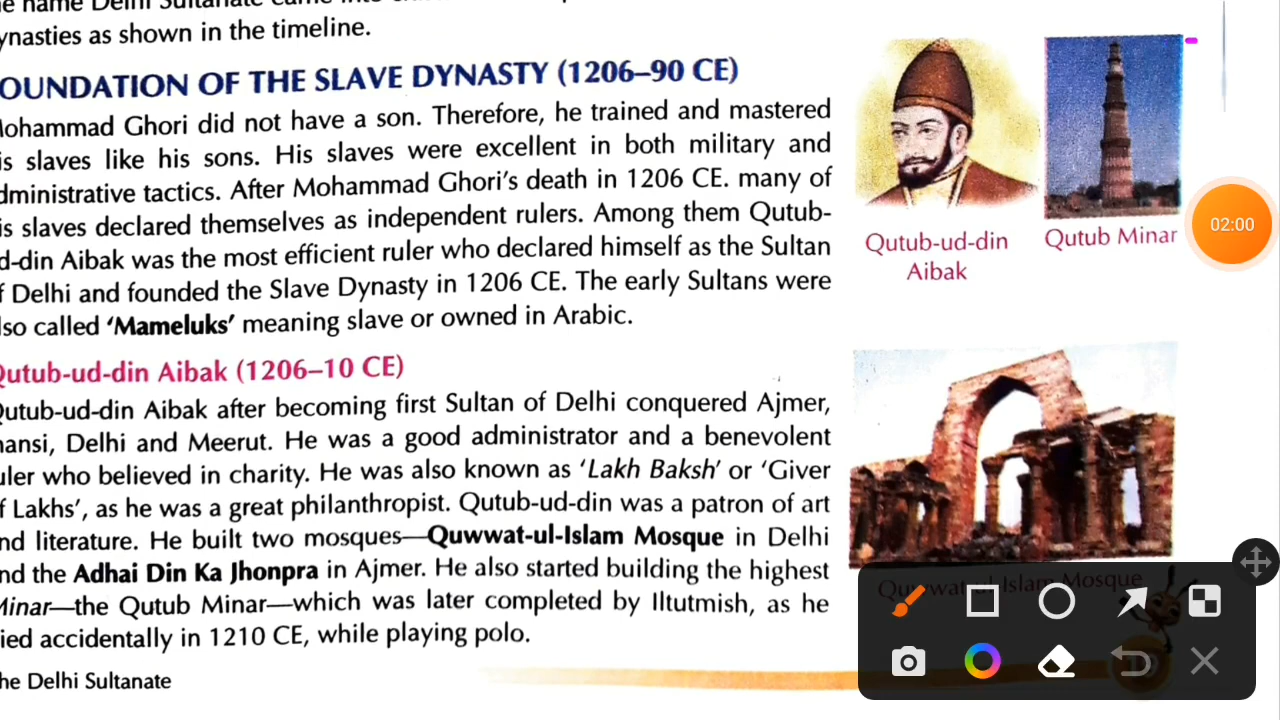 ynasties as shown in the timeline.
OUNDATION OF THE SLAVE DYNASTY (1206–90 CE)
ohammad Ghori did not have a son. Therefore, he trained and mastered
is slaves like his sons. His slaves were excellent in both military and
dministrative tactics. After Mohammad Ghori's death in 1206 CE. many of
is slaves declared themselves as independent rulers. Among them Qutub-
d-din Aibak was the most efficient ruler who declared himself as the Sultan
f Delhi and founded the Slave Dynasty in 1206 CE. The early Sultans were
lso called 'Mameluks' meaning slave or owned in Arabic.
Qutub-ud-din Aibak (1206–10 CE)
Qutub-ud-din Aibak after becoming first Sultan of Delhi conquered Ajmer,
ansi, Delhi and Meerut. He was a good administrator and a benevolent
uler who believed in charity. He was also known as 'Lakh Baksh' or 'Giver
f Lakhs', as he was a great philanthropist. Qutub-ud-din was a patron of art
nd literature. He built two mosques—Quwwat-ul-Islam Mosque in Delhi
nd the Adhai Din Ka Jhonpra in Ajmer. He also started building the highest
Minar—the Qutub Minar—which was later completed by Iltutmish, as he
ied accidentally in 1210 CE, while playing polo.
he Delhi Sultanate
Qutub-ud-din
Aibak
Qutub Minar
02:00
Quwwat-ul-Islam Mosque